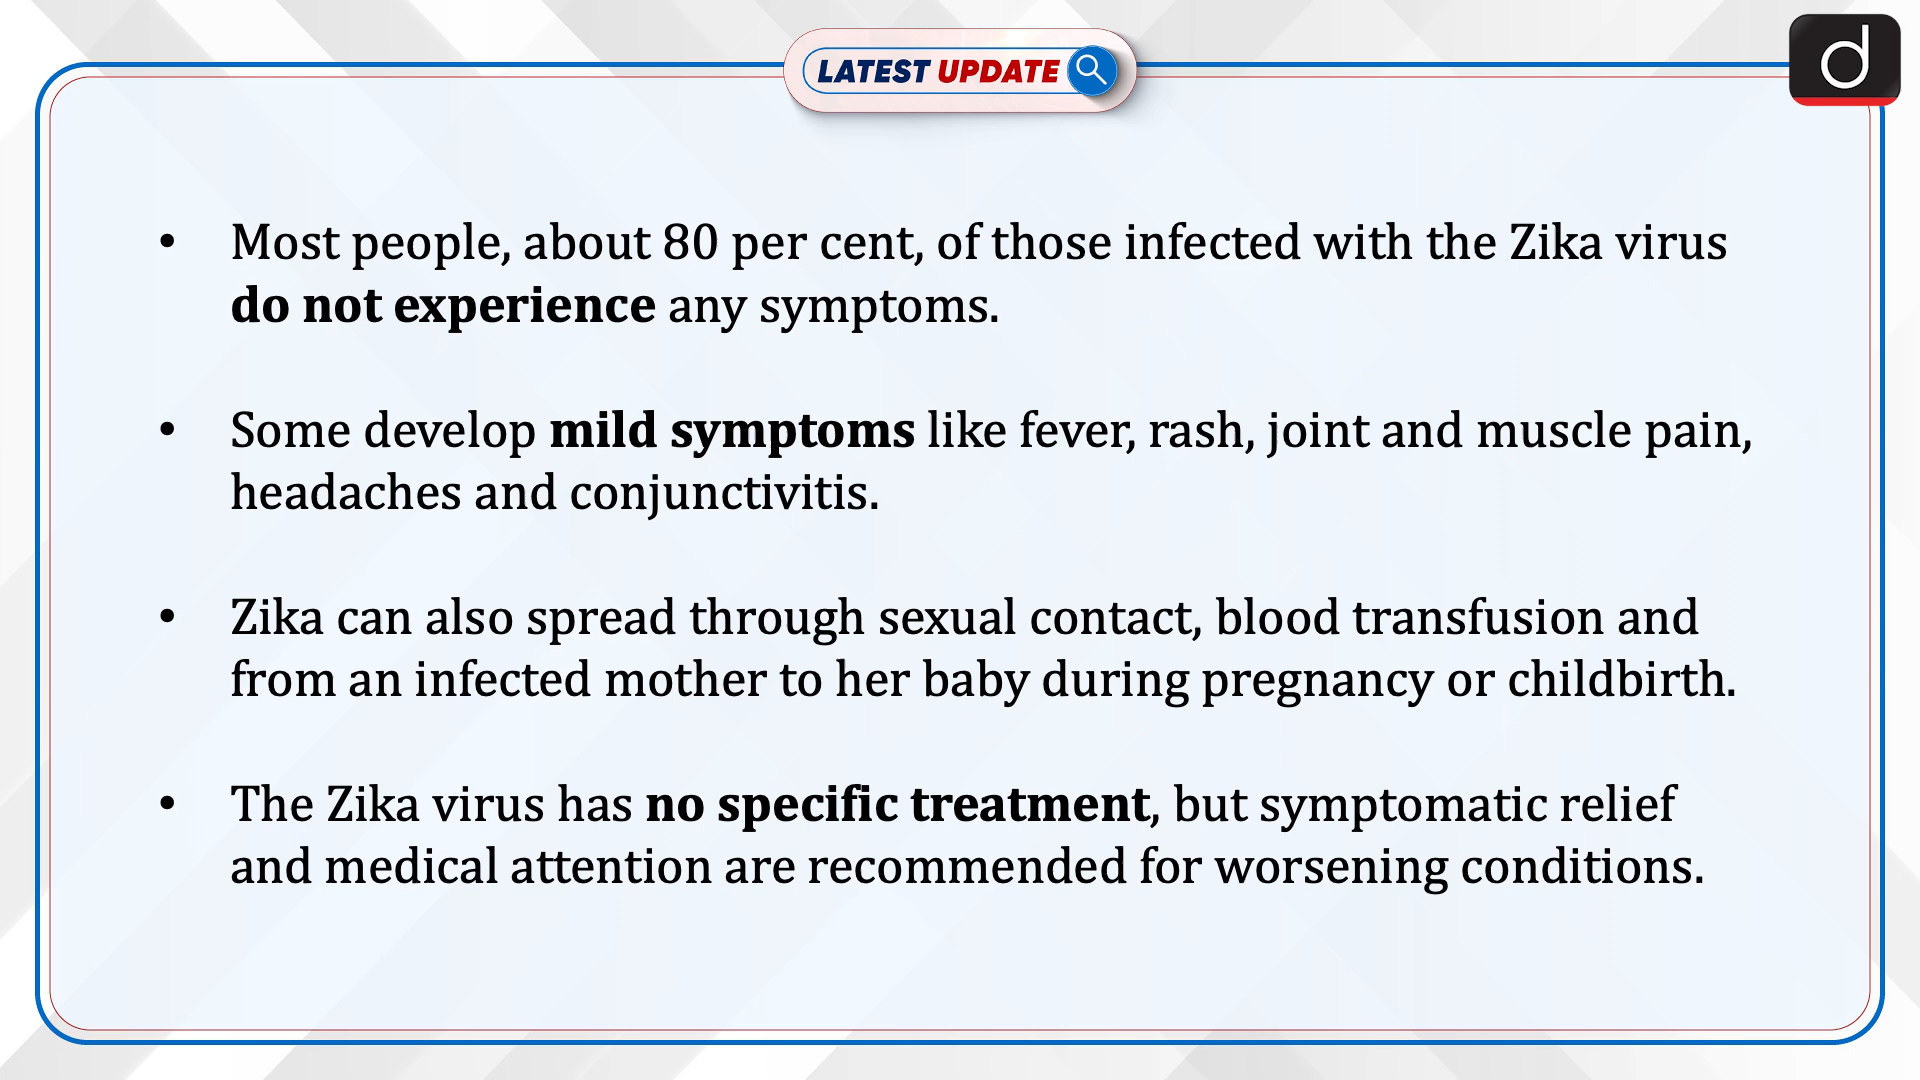 LATEST UPDATE
d
• Most people, about 80 per cent, of those infected with the Zika virus
do not experience any symptoms.
• Some develop mild symptoms like fever, rash, joint and muscle pain,
headaches and conjunctivitis.
• Zika can also spread through sexual contact, blood transfusion and
from an infected mother to her baby during pregnancy or childbirth.
• The Zika virus has no specific treatment, but symptomatic relief
and medical attention are recommended for worsening conditions.